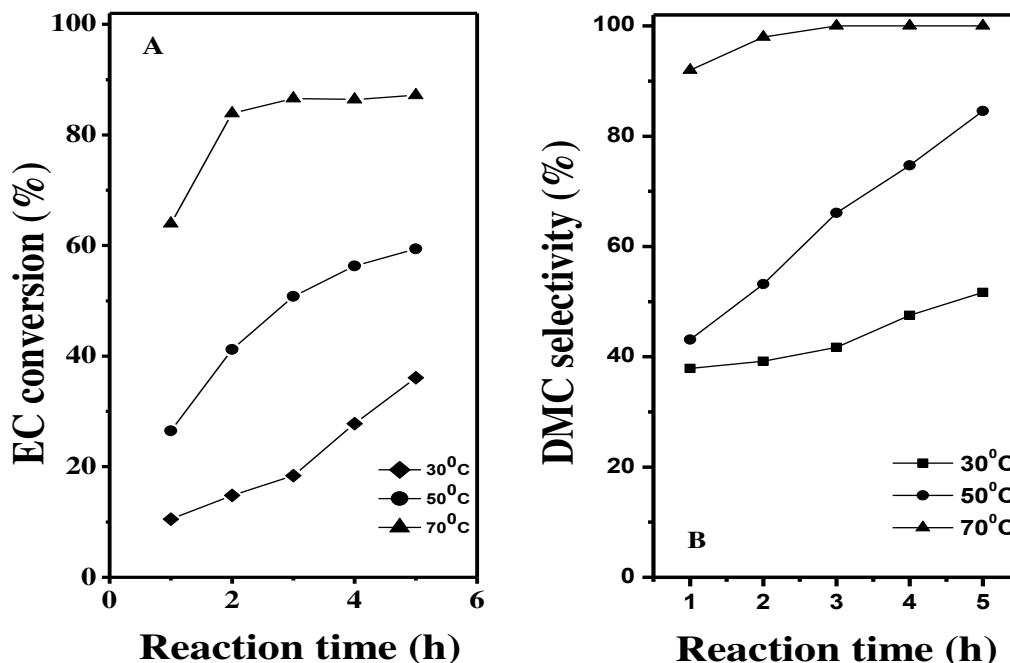 A
EC conversion (%)
100
80
60
40
20
0
0 2 4 6
Reaction time (h)
30⁰C
50⁰C
70⁰C
B
DMC selectivity (%)
100
80
60
40
20
0
1 2 3 4 5
Reaction time (h)
30⁰C
50⁰C
70⁰C